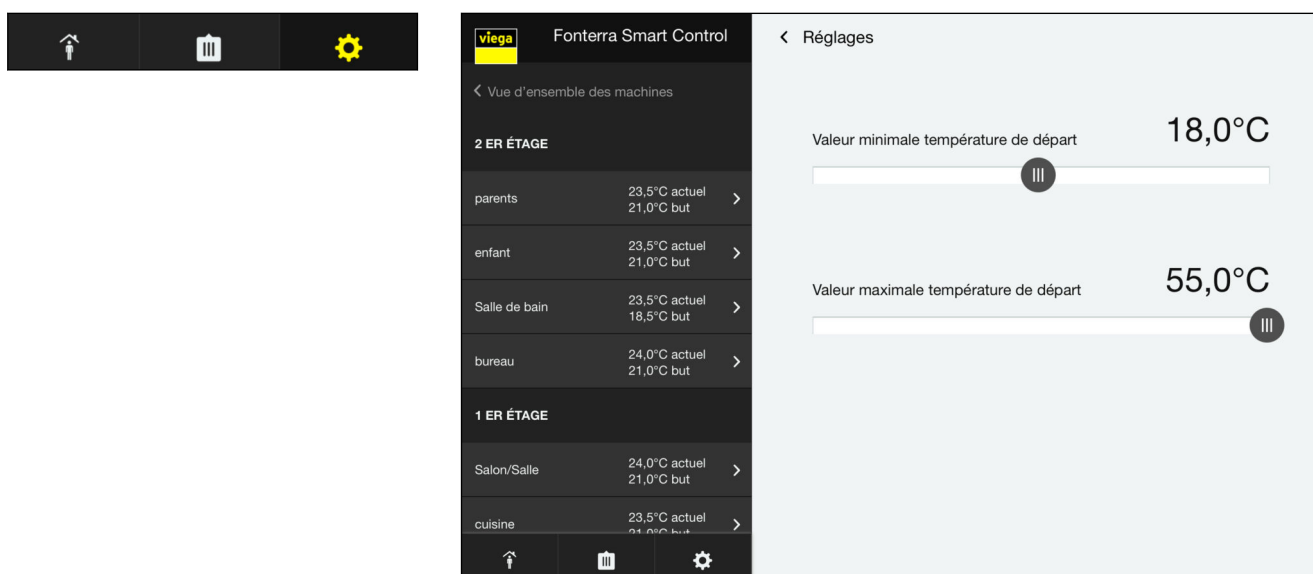 viega
Fonterra Smart Control
Vue d'ensemble des machines
2 ER ÉTAGE
parents 23,5°C actuel
21,0°C but
enfant 23,5°C actuel
21,0°C but
Salle de bain 23,5°C actuel
18,5°C but
bureau 24,0°C actuel
21,0°C but
1 ER ÉTAGE
Salon/Salle 24,0°C actuel
21,0°C but
cuisine 23,5°C actuel
21,0°C but
Réglages
Valeur minimale température de départ 18,0°C
Valeur maximale température de départ 55,0°C